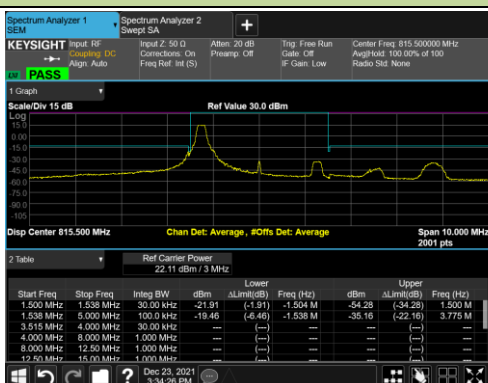 Spectrum Analyzer 1
SEM
Spectrum Analyzer 2
Swept SA
+
KEYSIGHT
Input: RF
Coupling: DC
Align: Auto
Input Z: 50 Ω
Corrections: On
Freq Ref: Int (S)
Atten: 20 dB
Preamp: Off
Trig: Free Run
Gate: Off
IF Gain: Low
Center Freq: 815.500000 MHz
Avg|Hold: 100.00% of 100
Radio Std: None
PASS
1 Graph
Scale/Div 15 dB
Ref Value 30.0 dBm
Log
15.0
0.00
-15.0
-30.0
-45.0
-60.0
-75.0
-90.0
-105
Disp Center 815.500 MHz
Chan Det: Average , #Offs Det: Average
Span 10.000 MHz
2001 pts
2 Table
Ref Carrier Power
22.11 dBm / 3 MHz
Lower Upper
Start Freq Stop Freq Integ BW dBm ΔLimit(dB) Freq (Hz) dBm ΔLimit(dB) Freq (Hz)
1.500 MHz 1.538 MHz 30.00 kHz -21.91 (-1.91) -1.504 M -54.28 (-34.28) 1.500 M
1.538 MHz 5.000 MHz 100.0 kHz -19.46 (-6.46) -1.538 M -35.16 (-22.16) 3.775 M
3.515 MHz 4.000 MHz 30.00 kHz --- (---) --- --- (---) ---
4.000 MHz 8.000 MHz 1.000 MHz --- (---) --- --- (---) ---
8.000 MHz 12.50 MHz 1.000 MHz --- (---) --- --- (---) ---
12.50 MHz 15.00 MHz 1.000 MHz --- (---) --- --- (---) ---
?
Dec 23, 2021
3:34:26 PM